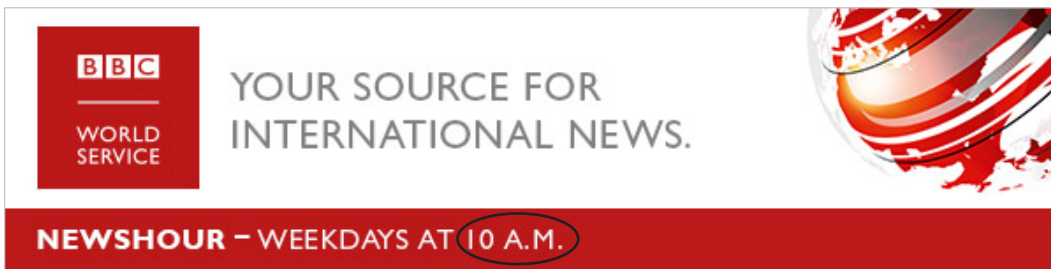 BBC
WORLD
SERVICE
YOUR SOURCE FOR
INTERNATIONAL NEWS.
NEWSHOUR – WEEKDAYS AT 10 A.M.